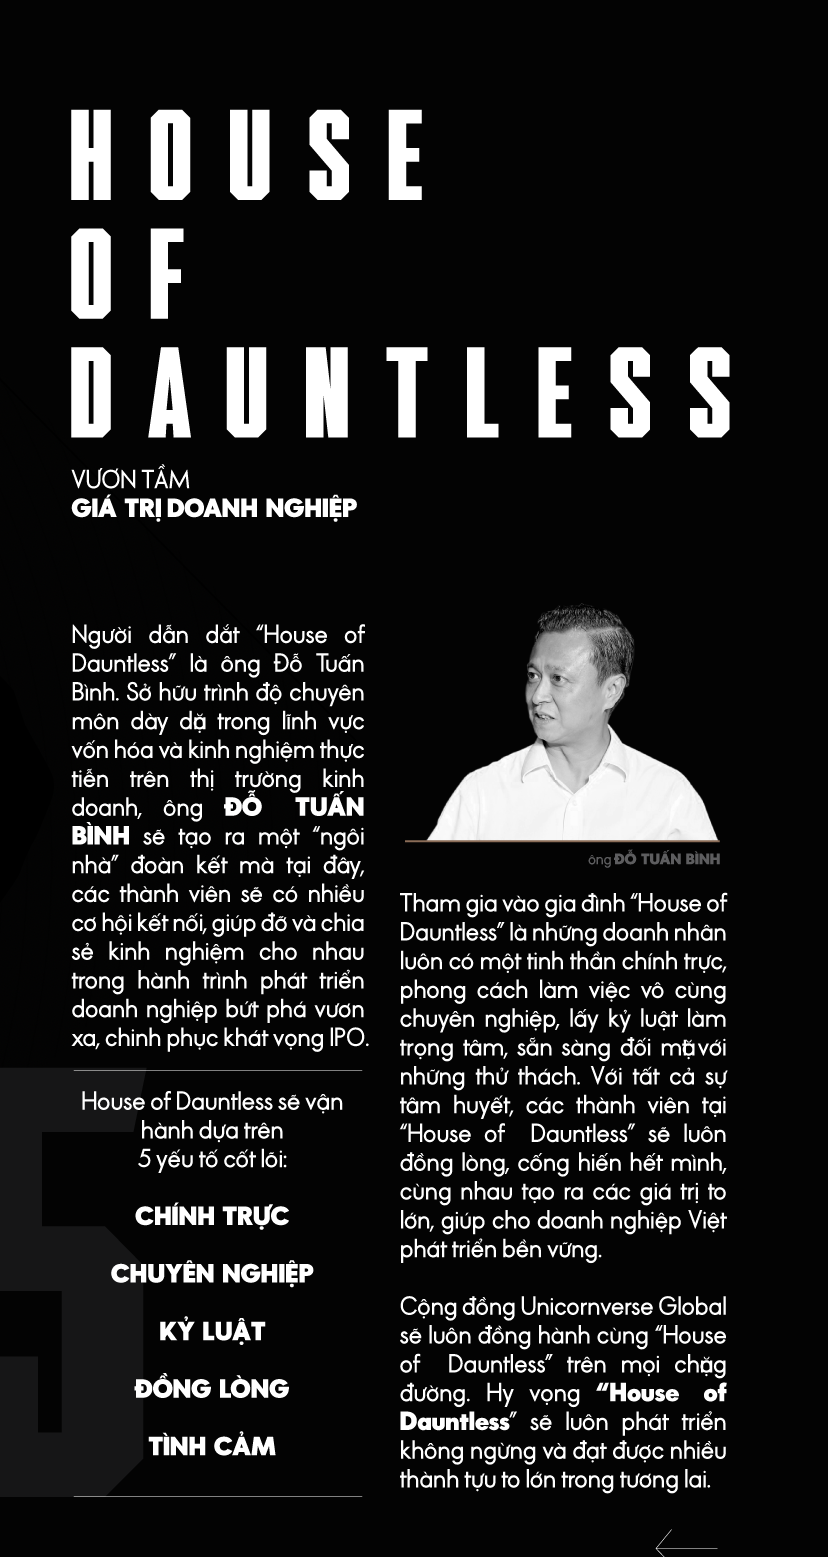 HOUSE
OF
DAUNTLESS
VƯƠN TẦM
GIÁ TRỊ DOANH NGHIỆP
Người dẫn dắt “House of
Dauntless” là ông Đỗ Tuấn
Bình. Sở hữu trình độ chuyên
môn dày dặ trong lĩnh vực
vốn hóa và kinh nghiệm thực
tiễn trên thị trường kinh
doanh, ông ĐỖ TUẤN
BÌNH sẽ tạo ra một “ngôi
nhà” đoàn kết mà tại đây,
các thành viên sẽ có nhiều
cơ hội kết nối, giúp đỡ và chia
sẻ kinh nghiệm cho nhau
trong hành trình phát triển
doanh nghiệp bứt phá vươn
xa, chinh phục khát vọng IPO.
House of Dauntless sẽ vận
hành dựa trên
5 yếu tố cốt lõi:
CHÍNH TRỰC
CHUYÊN NGHIỆP
KỶ LUẬT
ĐỒNG LÒNG
TÌNH CẢM
ông ĐỖ TUẤN BÌNH
Tham gia vào gia đình “House of
Dauntless” là những doanh nhân
luôn có một tinh thần chính trực,
phong cách làm việc vô cùng
chuyên nghiệp, lấy kỷ luật làm
trọng tâm, sẵn sàng đối mặt với
những thử thách. Với tất cả sự
tâm huyết, các thành viên tại
“House of Dauntless” sẽ luôn
đồng lòng, cống hiến hết mình,
cùng nhau tạo ra các giá trị to
lớn, giúp cho doanh nghiệp Việt
phát triển bền vững.
Cộng đồng Unicornverse Global
sẽ luôn đồng hành cùng “House
of Dauntless” trên mọi chặng
đường. Hy vọng “House of
Dauntless” sẽ luôn phát triển
không ngừng và đạt được nhiều
thành tựu to lớn trong tương lai.